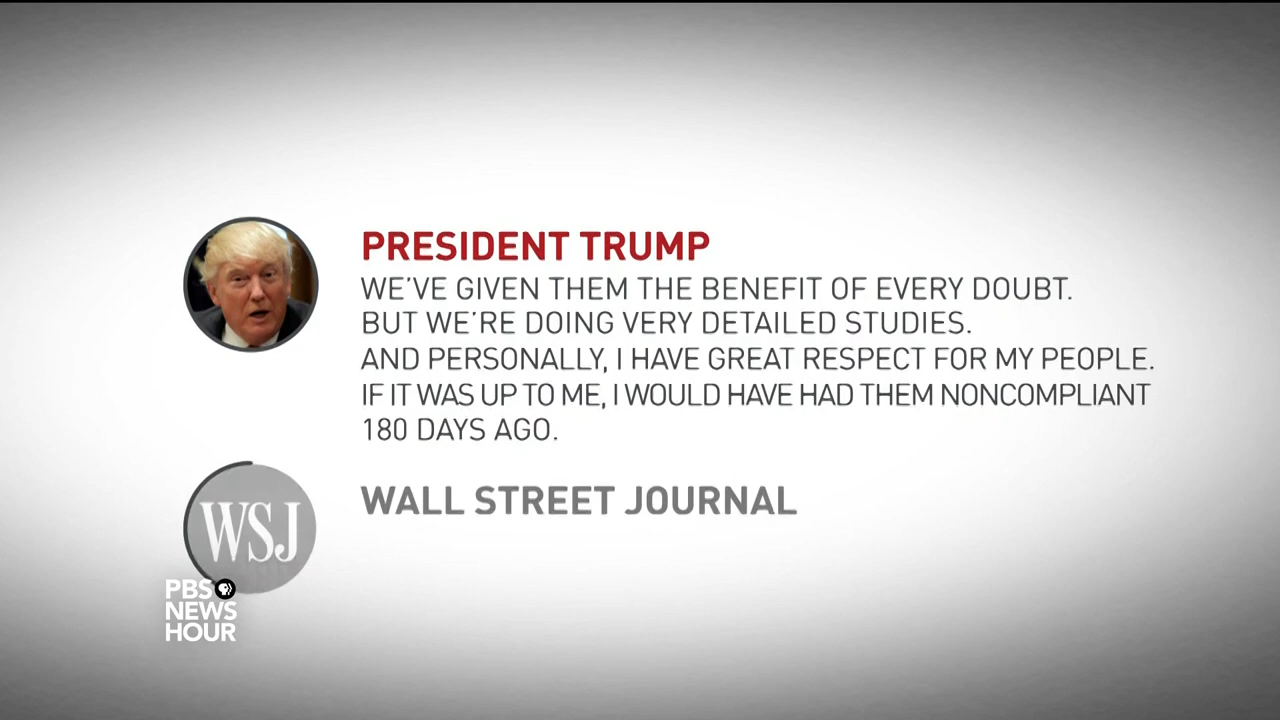 PRESIDENT TRUMP
WE'VE GIVEN THEM THE BENEFIT OF EVERY DOUBT.
BUT WE'RE DOING VERY DETAILED STUDIES.
AND PERSONALLY, I HAVE GREAT RESPECT FOR MY PEOPLE.
IF IT WAS UP TO ME, I WOULD HAVE HAD THEM NONCOMPLIANT
180 DAYS AGO.
WSJ
WALL STREET JOURNAL
PBS
NEWS
HOUR